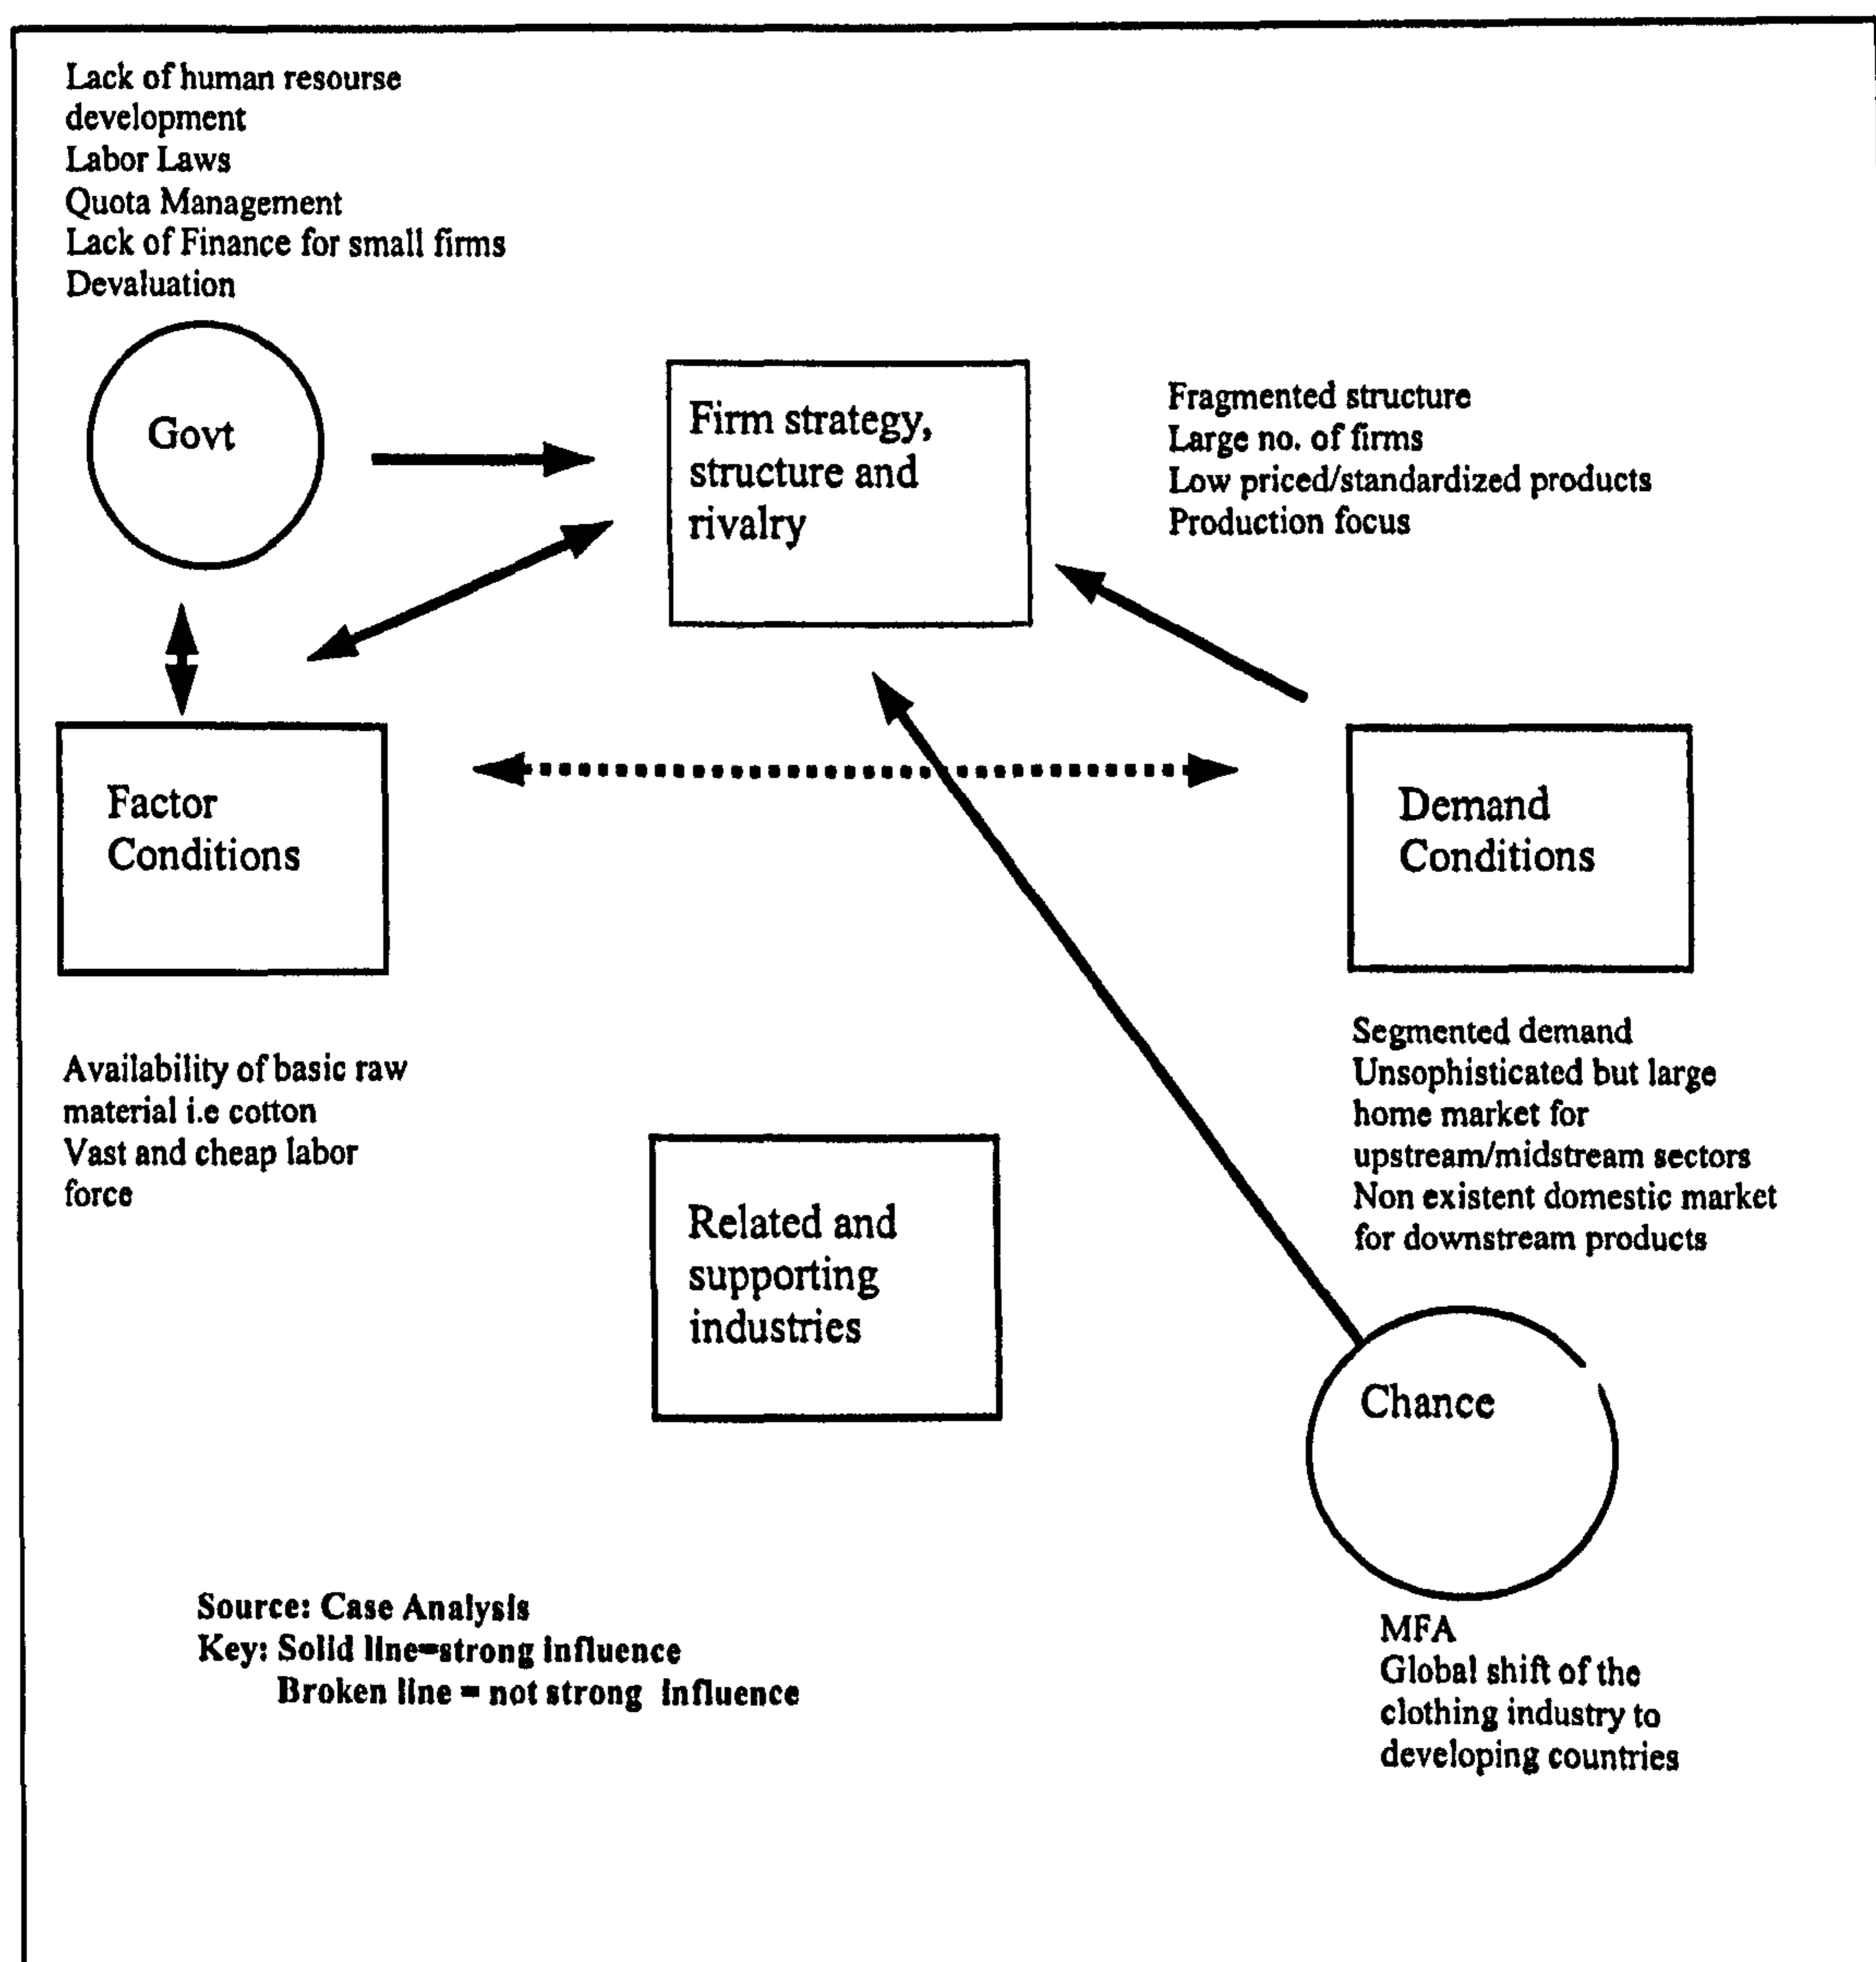 Lack of human resourse
development
Labor Laws
Quota Management
Lack of Finance for small firms
Devaluation
Govt
Firm strategy,
structure and
rivalry
Fragmented structure
Large no. of firms
Low priced/standardized products
Production focus
Factor
Conditions
Demand
Conditions
Availability of basic raw
material i.e cotton
Vast and cheap labor
force
Segmented demand
Unsophisticated but large
home market for
upstream/midstream sectors
Non existent domestic market
for downstream products
Related and
supporting
industries
Chance
MFA
Global shift of the
clothing industry to
developing countries
Source: Case Analysis
Key: Solid line=strong influence
Broken line = not strong influence